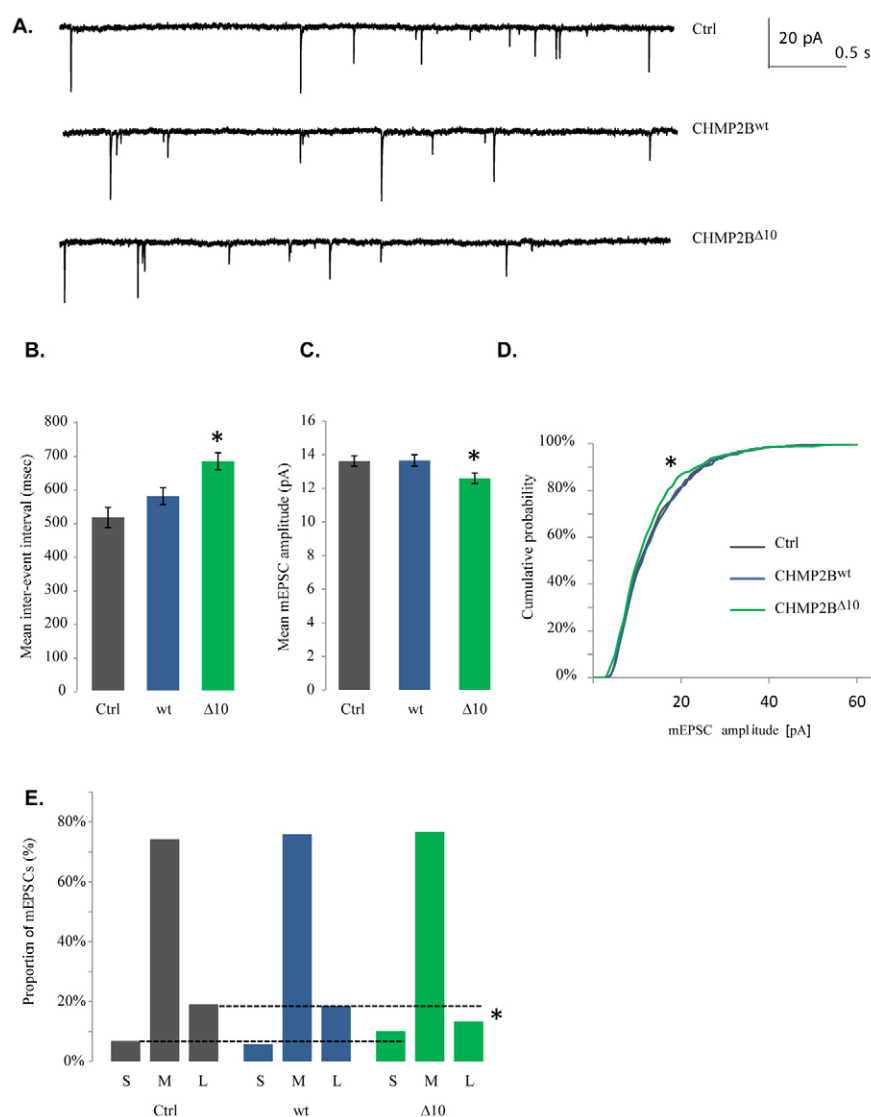 A.
Ctrl
20 pA
0.5 s
CHMP2Bwt
CHMP2BΔ10
B.
C.
D.
Mean inter-event interval (msec)
800
700
600
500
400
300
200
100
0
Ctrl wt Δ10
*
Mean mEPSC amplitude (pA)
16
14
12
10
8
6
4
2
0
Ctrl wt Δ10
*
Cumulative probability
100%
80%
60%
40%
20%
0%
*
Ctrl
CHMP2Bwt
CHMP2BΔ10
20 40 60
mEPSC amplitude [pA]
E.
Proportion of mEPSCs (%)
80%
60%
40%
20%
0%
*
S M L S M L S M L
Ctrl wt Δ10